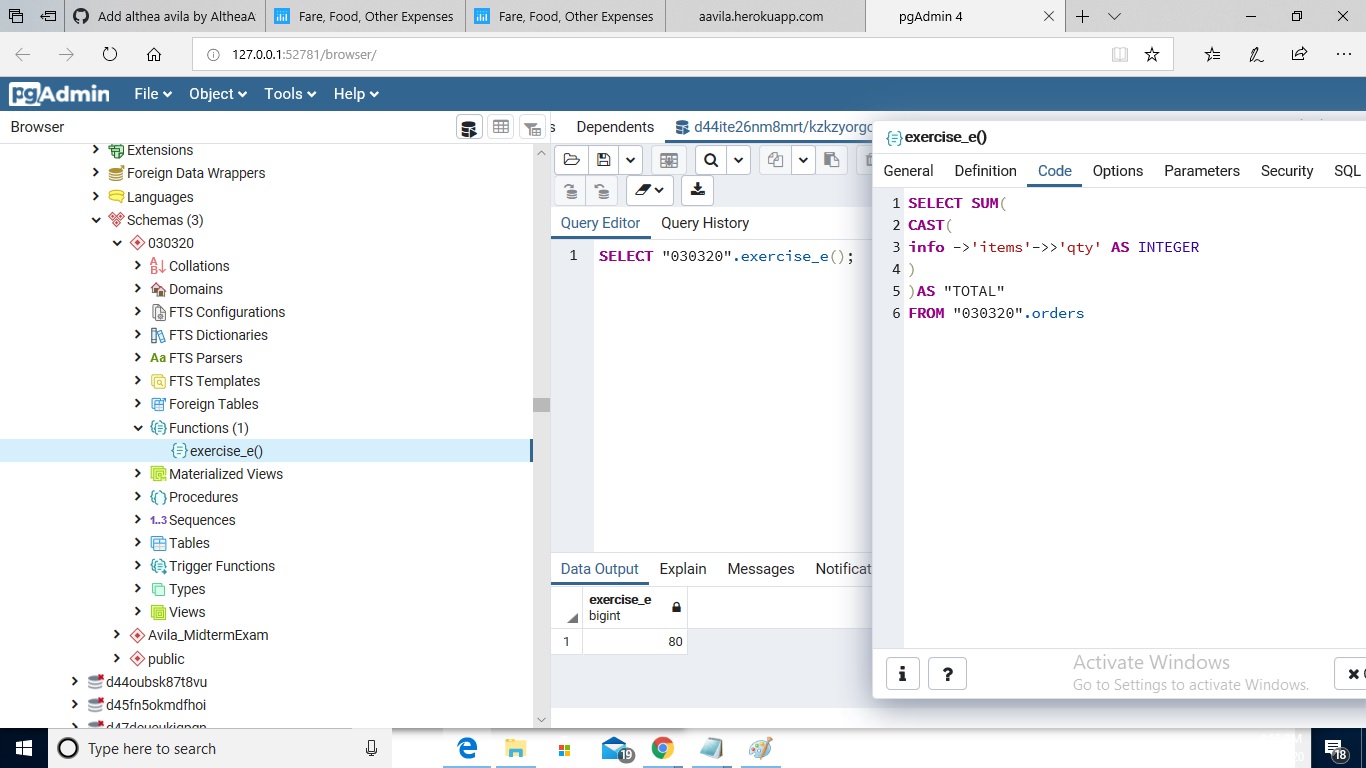 Add althea avila by AltheaA
Fare, Food, Other Expenses
Fare, Food, Other Expenses
aavila.herokuapp.com
pgAdmin 4
127.0.0.1:52781/browser/
pgAdmin
File
Object
Tools
Help
Browser
s
Dependents
d44ite26nm8mrt/kzkzyorgc
Extensions
Foreign Data Wrappers
Languages
Schemas (3)
030320
Collations
Domains
FTS Configurations
FTS Dictionaries
Aa FTS Parsers
FTS Templates
Foreign Tables
Functions (1)
exercise_e()
Materialized Views
Procedures
1..3 Sequences
Tables
Trigger Functions
Types
Views
Avila_MidtermExam
public
d44oubsk87t8vu
d45fn5okmdfhoi
Query Editor
Query History
1 SELECT "030320".exercise_e();
Data Output
Explain
Messages
Notificat
exercise_e
bigint
1 80
exercise_e()
General
Definition
Code
Options
Parameters
Security
SQL
1 SELECT SUM(
2 CAST(
3 info ->'items'->>'qty' AS INTEGER
4 )
5 )AS "TOTAL"
6 FROM "030320".orders
i
?
Activate Windows
Go to Settings to activate Windows.
Type here to search
19
18